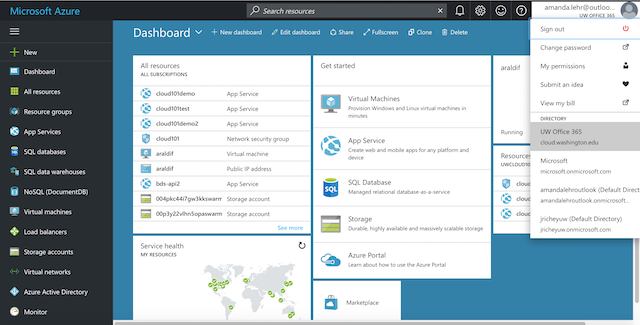 Microsoft Azure
Search resources
amanda.lehr@outloo...
UW OFFICE 365
New
Dashboard
All resources
Resource groups
App Services
SQL databases
SQL data warehouses
NoSQL (DocumentDB)
Virtual machines
Load balancers
Storage accounts
Virtual networks
Azure Active Directory
Monitor
Dashboard
New dashboard
Edit dashboard
Share
Fullscreen
Clone
Delete
All resources
ALL SUBSCRIPTIONS
cloud101demo App Service
cloud101test App Service
cloud101demo2 App Service
cloud101 Network security group
araldif Virtual machine
araldif Public IP address
bds-api2 App Service
004pkc44i7gw3kkswarm Storage account
00p3y22vlhn5opaswarm Storage account
See more
Service health
MY RESOURCES
Get started
Virtual Machines
Provision Windows and Linux virtual machines in
minutes
App Service
Create web and mobile apps for any platform and
device
SQL Database
Managed relational database-as-a-service
Storage
Durable, highly available and massively scalable storage
Azure Portal
Learn about how to use the Azure Portal
Marketplace
araldif
Running
Resources
UWCLOUD10
clou
clou
Sign out
Change password
My permissions
Submit an idea
View my bill
DIRECTORY
UW Office 365
cloud.washington.edu
Microsoft
microsoft.onmicrosoft.com
amandalehroutlook (Default Direct
amandalehroutlook.onmicrosoft...
jricheyuw (Default Directory)
jricheyuw.onmicrosoft.com